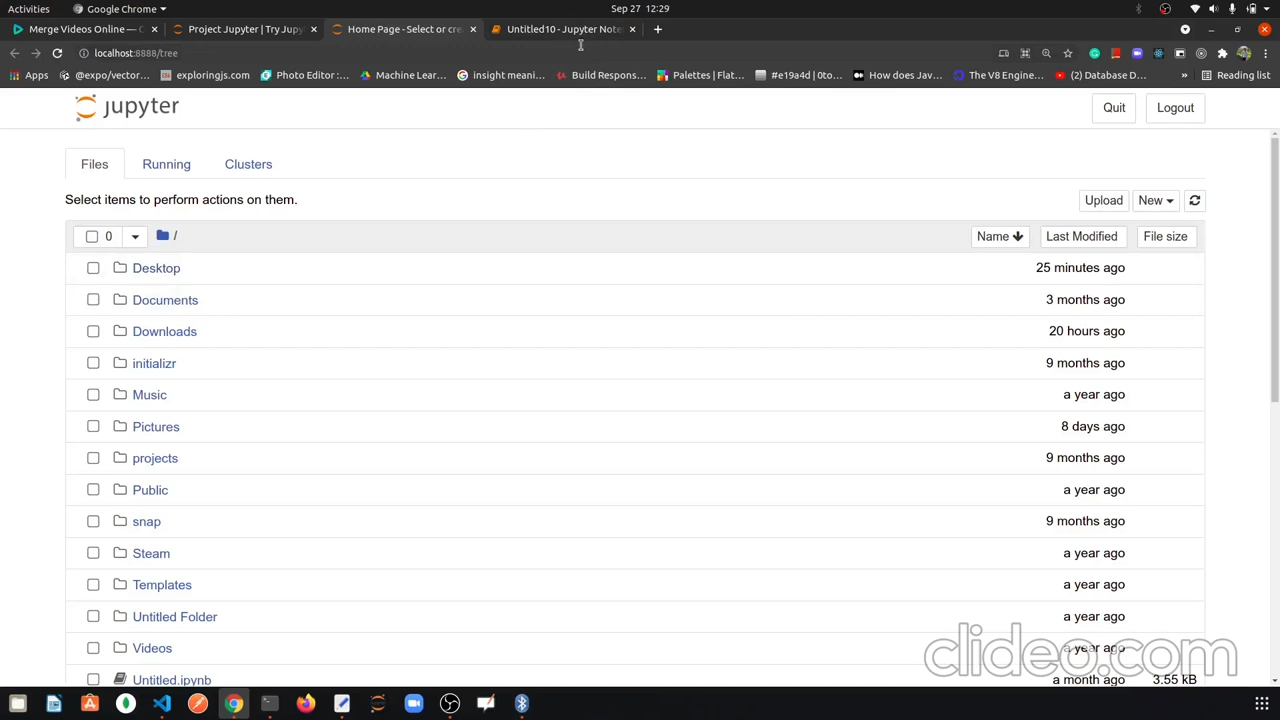 Activities Google Chrome Sep 27 12:29
Merge Videos Online — C Project Jupyter | Try Jupy Home Page - Select or cre Untitled10 - Jupyter Note
localhost:8888/tree
Apps @expo/vector... exploringjs.com Photo Editor :... Machine Lear... insight meani... Build Respons... Palettes | Flat... #e19a4d | 0to... How does Jav... The V8 Engine... (2) Database D... » Reading list
jupyter Quit Logout
Files Running Clusters
Select items to perform actions on them. Upload New
0 / Name Last Modified File size
Desktop 25 minutes ago
Documents 3 months ago
Downloads 20 hours ago
initializr 9 months ago
Music a year ago
Pictures 8 days ago
projects 9 months ago
Public a year ago
snap 9 months ago
Steam a year ago
Templates a year ago
Untitled Folder a year ago
Videos a year ago
Untitled.ipynb a month ago 3.55 kB
clideo.com